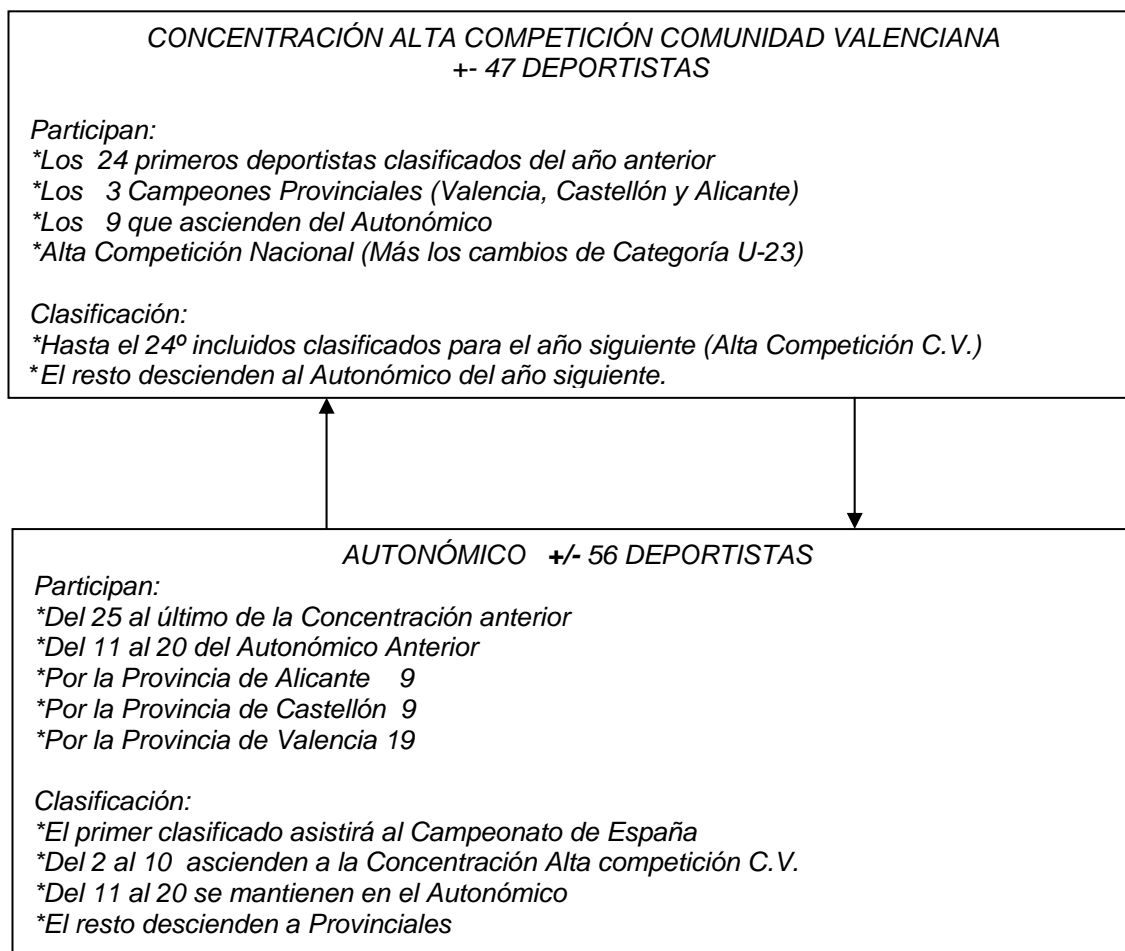 CONCENTRACIÓN ALTA COMPETICIÓN COMUNIDAD VALENCIANA
+- 47 DEPORTISTAS
Participan:
*Los 24 primeros deportistas clasificados del año anterior
*Los 3 Campeones Provinciales (Valencia, Castellón y Alicante)
*Los 9 que ascienden del Autonómico
*Alta Competición Nacional (Más los cambios de Categoría U-23)
Clasificación:
*Hasta el 24º incluidos clasificados para el año siguiente (Alta Competición C.V.)
*El resto descienden al Autonómico del año siguiente.
AUTONÓMICO +/- 56 DEPORTISTAS
Participan:
*Del 25 al último de la Concentración anterior
*Del 11 al 20 del Autonómico Anterior
*Por la Provincia de Alicante 9
*Por la Provincia de Castellón 9
*Por la Provincia de Valencia 19
Clasificación:
*El primer clasificado asistirá al Campeonato de España
*Del 2 al 10 ascienden a la Concentración Alta competición C.V.
*Del 11 al 20 se mantienen en el Autonómico
*El resto descienden a Provinciales